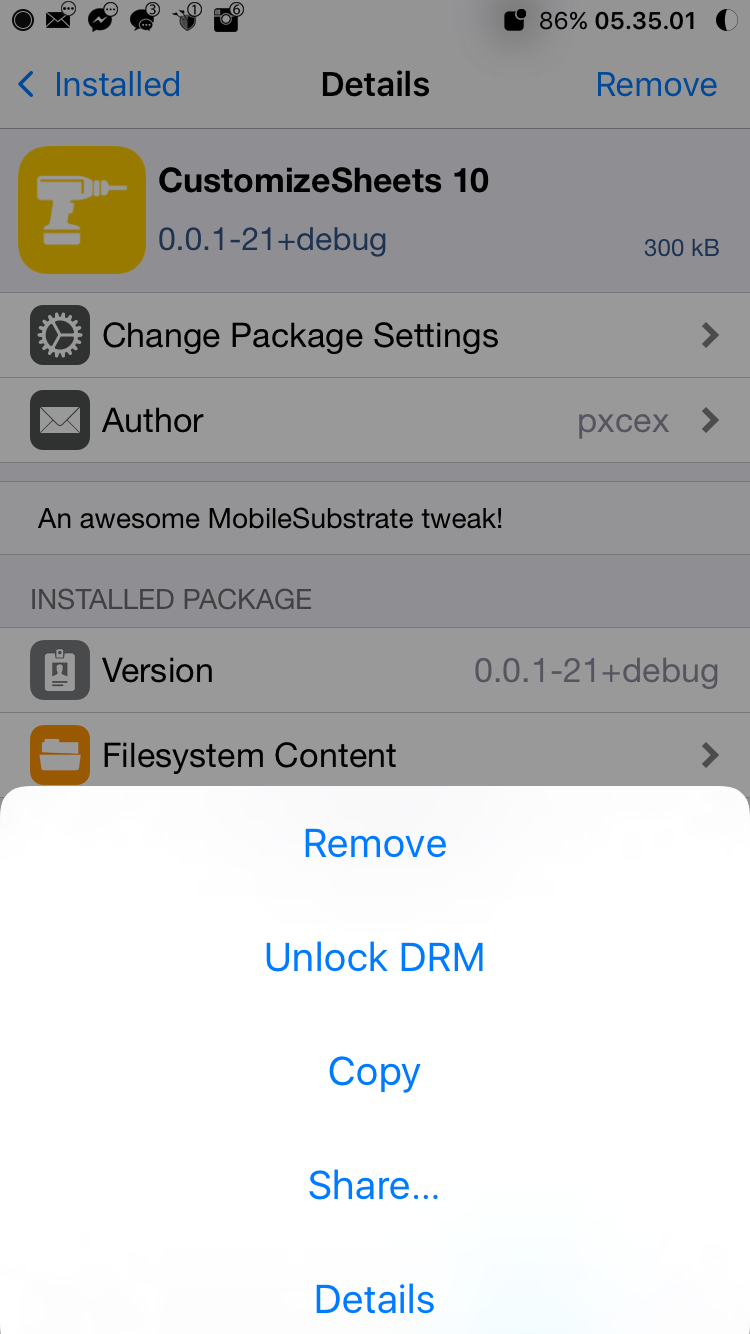 3 1 6 86% 05.35.01
Installed Details Remove
CustomizeSheets 10
0.0.1-21+debug 300 kB
Change Package Settings
Author pxcex
An awesome MobileSubstrate tweak!
INSTALLED PACKAGE
Version 0.0.1-21+debug
Filesystem Content
Remove
Unlock DRM
Copy
Share...
Details